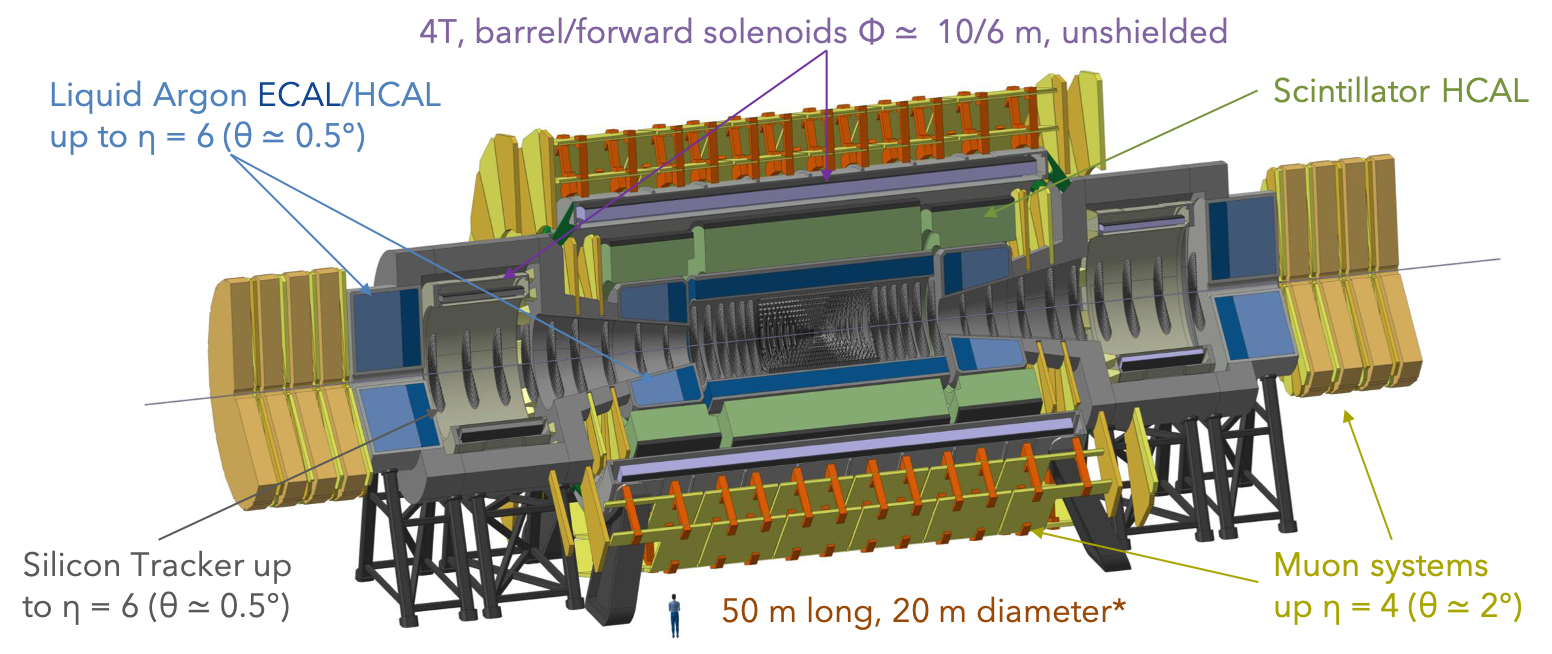 4T, barrel/forward solenoids Φ ≃ 10/6 m, unshielded
Liquid Argon ECAL/HCAL
up to η = 6 (θ ≃ 0.5°)
Scintillator HCAL
Silicon Tracker up
to η = 6 (θ ≃ 0.5°)
50 m long, 20 m diameter*
Muon systems
up η = 4 (θ ≃ 2°)